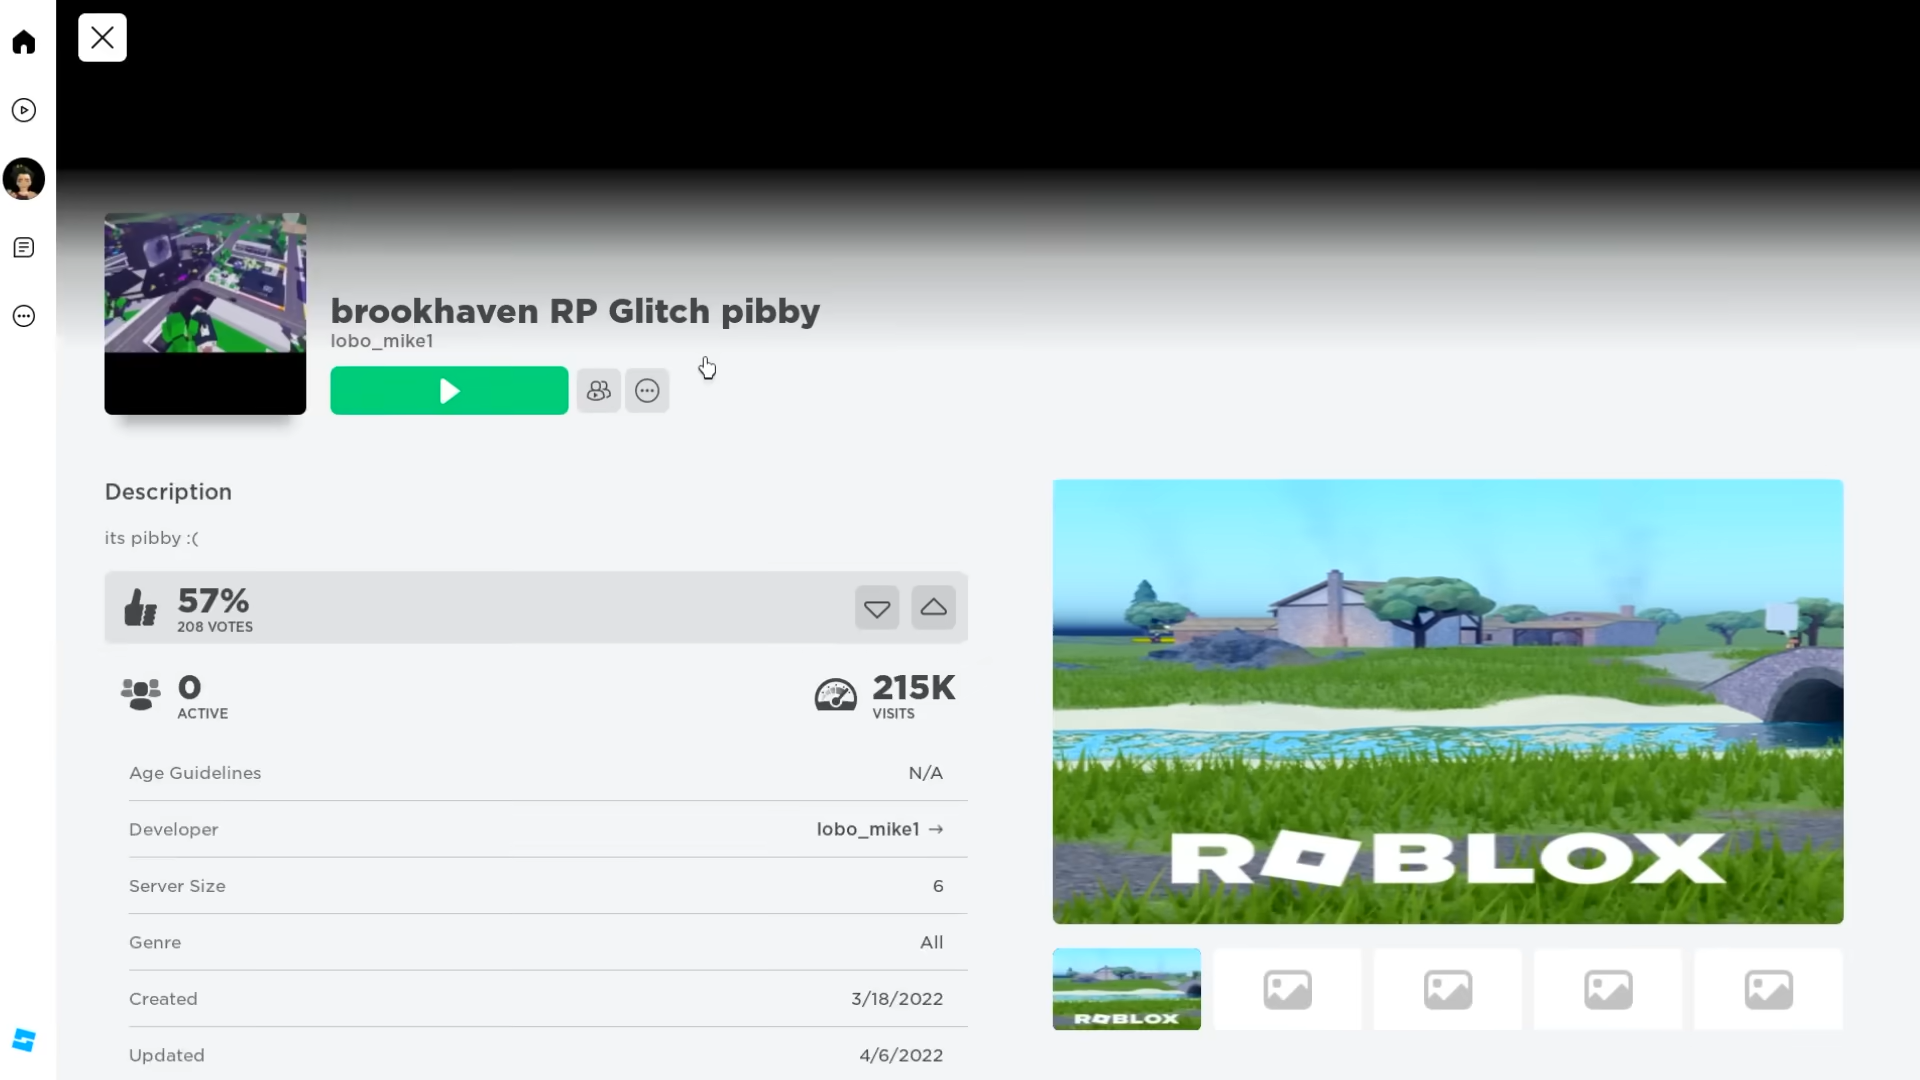 brookhaven RP Glitch pibby
lobo_mike1
Description
its pibby :(
57%
208 VOTES
0
ACTIVE
215K
VISITS
Age Guidelines N/A
Developer lobo_mike1 →
Server Size 6
Genre All
Created 3/18/2022
Updated 4/6/2022
ROBLOX
ROBLOX